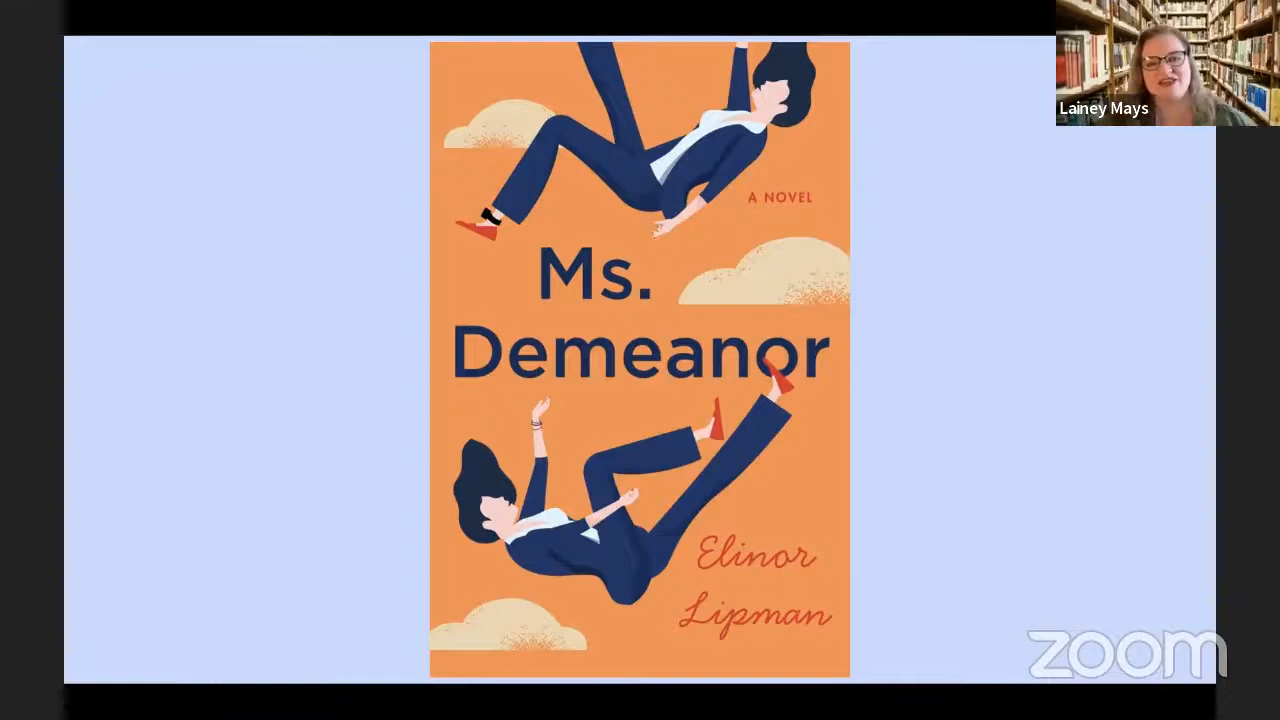 Lainey Mays
A NOVEL
Ms.
Demeanor
Elinor
Lipman
zoom